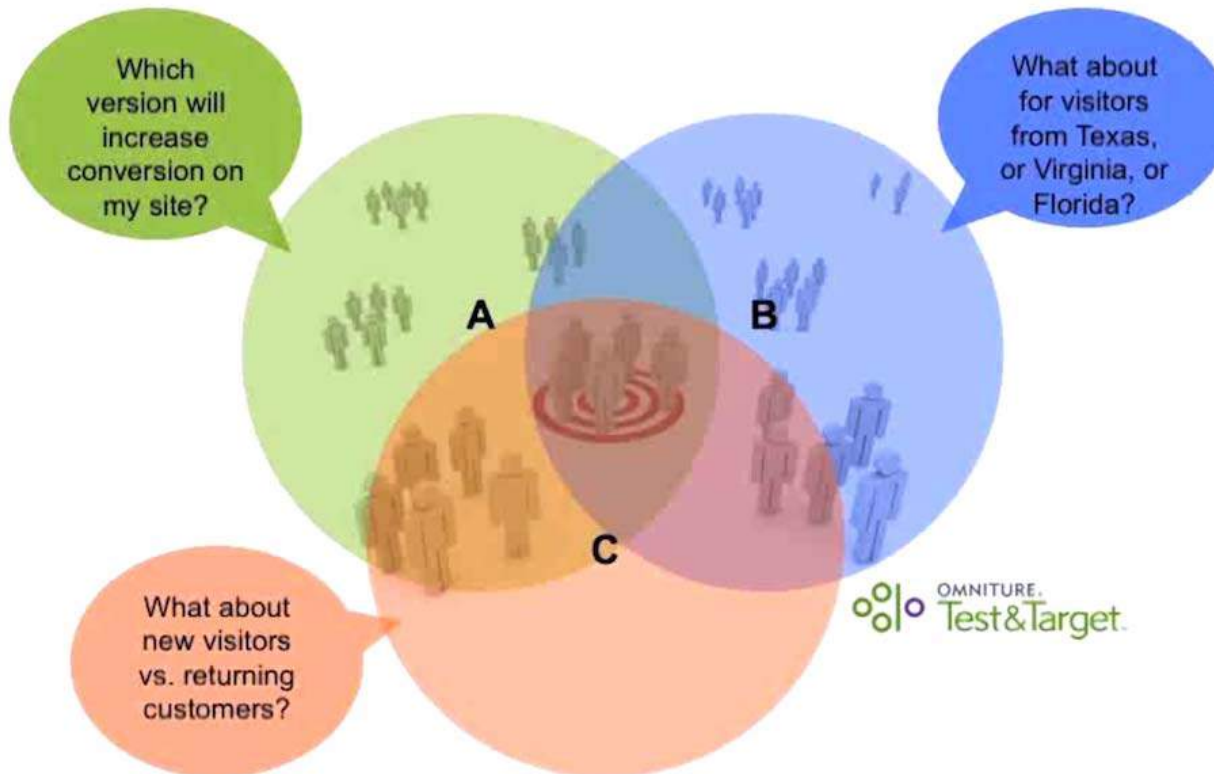 Which
version will
increase
conversion on
my site?
What about
for visitors
from Texas,
or Virginia, or
Florida?
A
B
C
What about
new visitors
vs. returning
customers?
OMNITURE.
Test&Target™